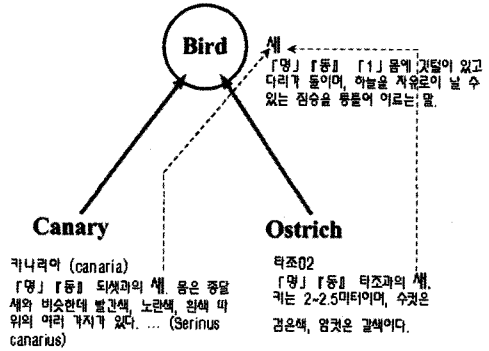 Bird
새
「명」『동』 「1」 몸에 깃털이 있고
다리가 둘이며, 하늘을 자유로이 날 수
있는 짐승을 통틀어 이르는 말.
Canary
Ostrich
카나리아 (canaria)
「명」『동』 되샛과의 새. 몸은 종달
새와 비슷한데 빨간색, 노란색, 흰색 따
위의 여러 가지가 있다. ... (Serinus
canarius)
타조02
「명」『동』 타조과의 새.
키는 2~2.5미터이며, 수컷은
검은색, 암컷은 갈색이다.